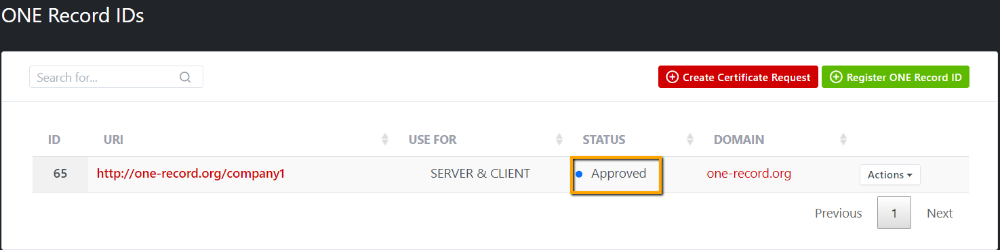 ONE Record IDs
Search for...
Create Certificate Request
Register ONE Record ID
ID URI USE FOR STATUS DOMAIN
65 http://one-record.org/company1 SERVER & CLIENT Approved one-record.org Actions
Previous 1 Next